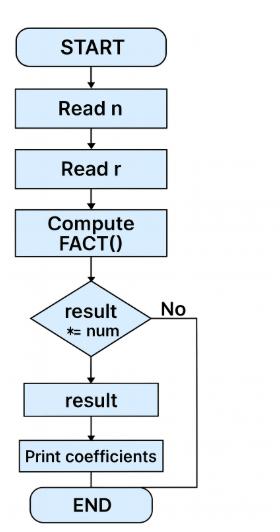 START
Read n
Read r
Compute
FACT()
result
*= num
No
result
Print coefficients
END